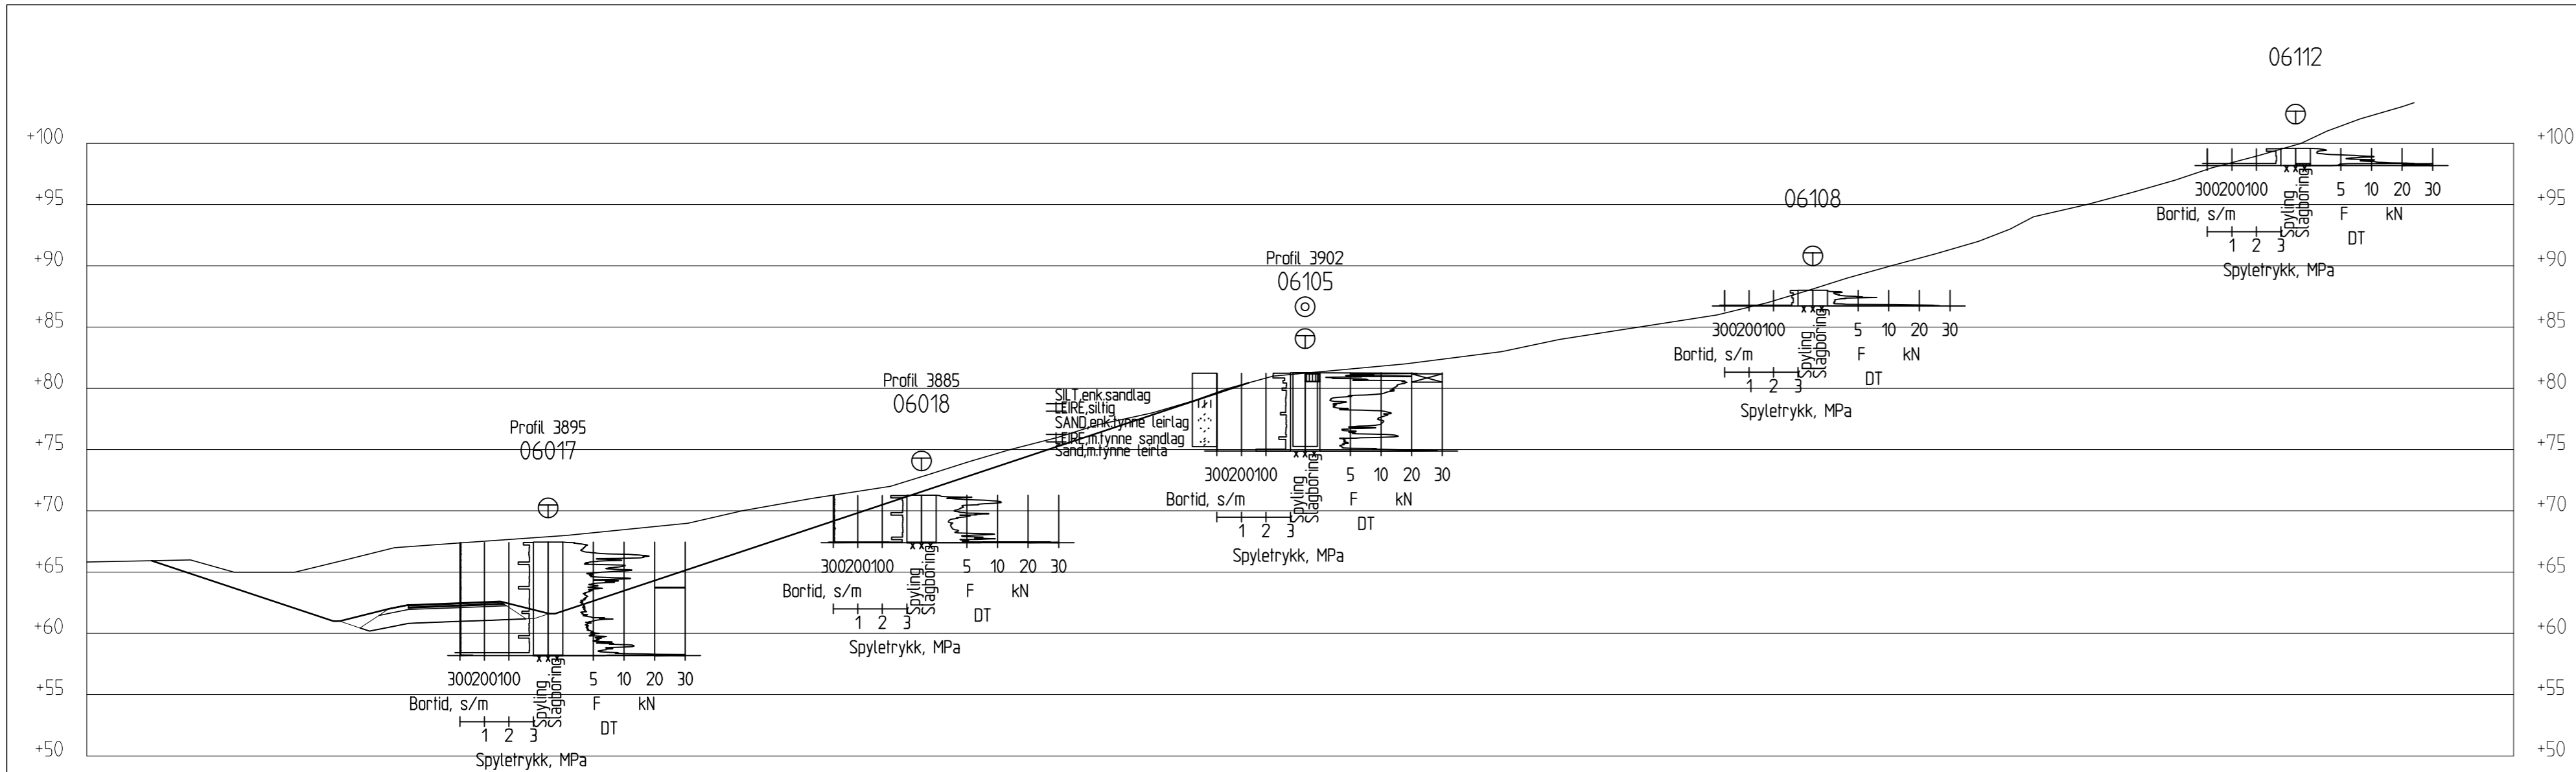 06112
+100 +100
06108
+95 +95
300200100 Spyling Slagboring 5 10 20 30
Bortid, s/m F kN
1 2 3 DT
Spyletrykk, MPa
+90 +90
Profil 3902
06105
+85 +85
300200100 Spyling Slagboring 5 10 20 30
Bortid, s/m F kN
1 2 3 DT
Spyletrykk, MPa
+80 +80
Profil 3885
06018
SILT,enk.sandlag
LEIRE,siltig
SAND,enk.tynne leirlag
LEIRE,m.tynne sandlag
Sand,m.tynne leirla
Profil 3895
06017
+75 +75
300200100 Spyling Slagboring 5 10 20 30
Bortid, s/m F kN
1 2 3 DT
Spyletrykk, MPa
+70 +70
+65 +65
300200100 Spyling Slagboring 5 10 20 30
Bortid, s/m F kN
1 2 3 DT
Spyletrykk, MPa
+60 +60
300200100 Spyling Slagboring 5 10 20 30
+55 +55
Bortid, s/m F kN
1 2 3 DT
+50 +50
Spyletrykk, MPa